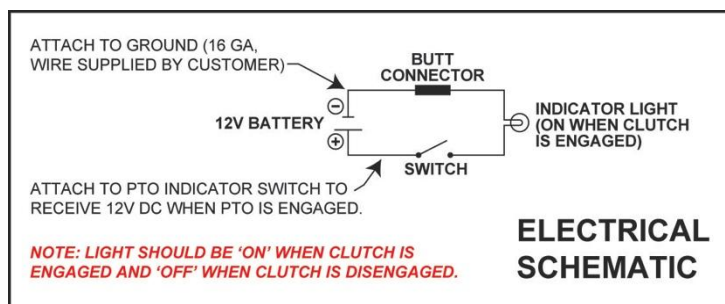 ATTACH TO GROUND (16 GA,
WIRE SUPPLIED BY CUSTOMER)
BUTT
CONNECTOR
12V BATTERY
INDICATOR LIGHT
(ON WHEN CLUTCH
IS ENGAGED)
SWITCH
ATTACH TO PTO INDICATOR SWITCH TO
RECEIVE 12V DC WHEN PTO IS ENGAGED.
NOTE: LIGHT SHOULD BE ‘ON’ WHEN CLUTCH IS
ENGAGED AND ‘OFF’ WHEN CLUTCH IS DISENGAGED.
ELECTRICAL
SCHEMATIC